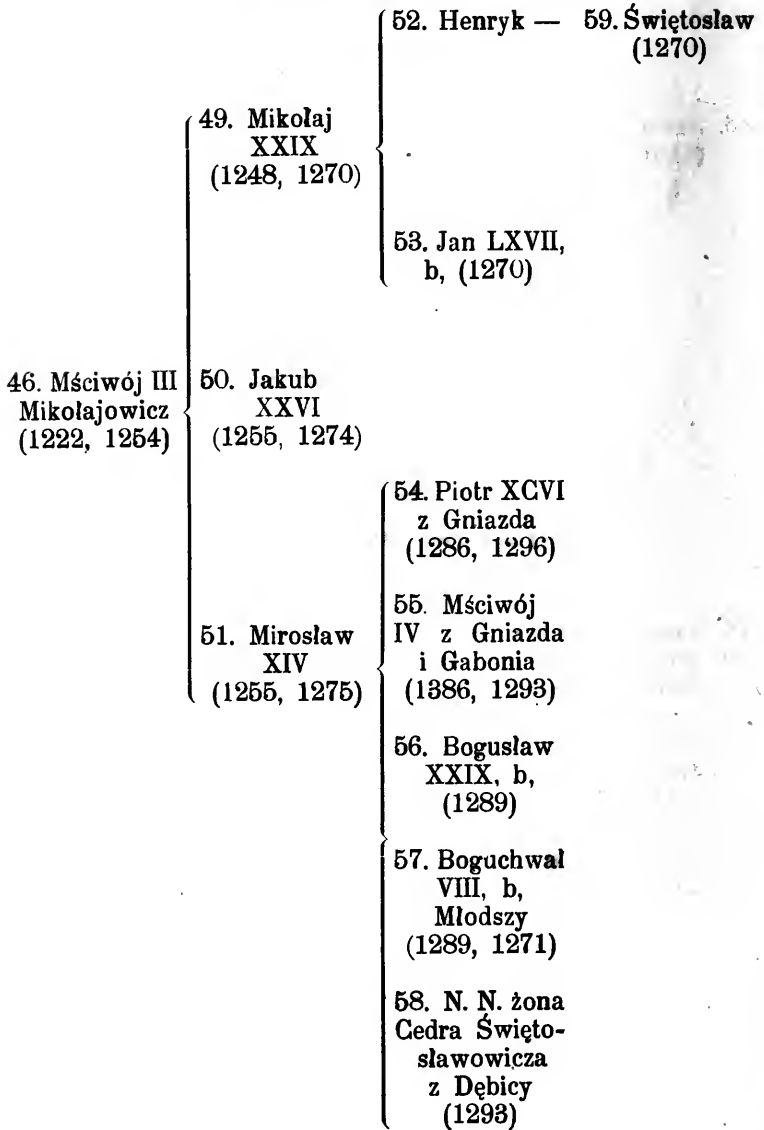 52. Henryk — 59. Świętosław
(1270)
49. Mikołaj
XXIX
(1248, 1270)
53. Jan LXVII,
b, (1270)
46. Mściwój III
Mikołajowicz
(1222, 1254)
50. Jakub
XXVI
(1255, 1274)
54. Piotr XCVI
z Gniazda
(1286, 1296)
55. Mściwój
IV z Gniazda
i Gabonia
(1386, 1293)
51. Mirosław
XIV
(1255, 1275)
56. Bogusław
XXIX, b,
(1289)
57. Boguchwał
VIII, b,
Młodszy
(1289, 1271)
58. N. N. żona
Cedra Święto-
sławowicza
z Dębicy
(1293)